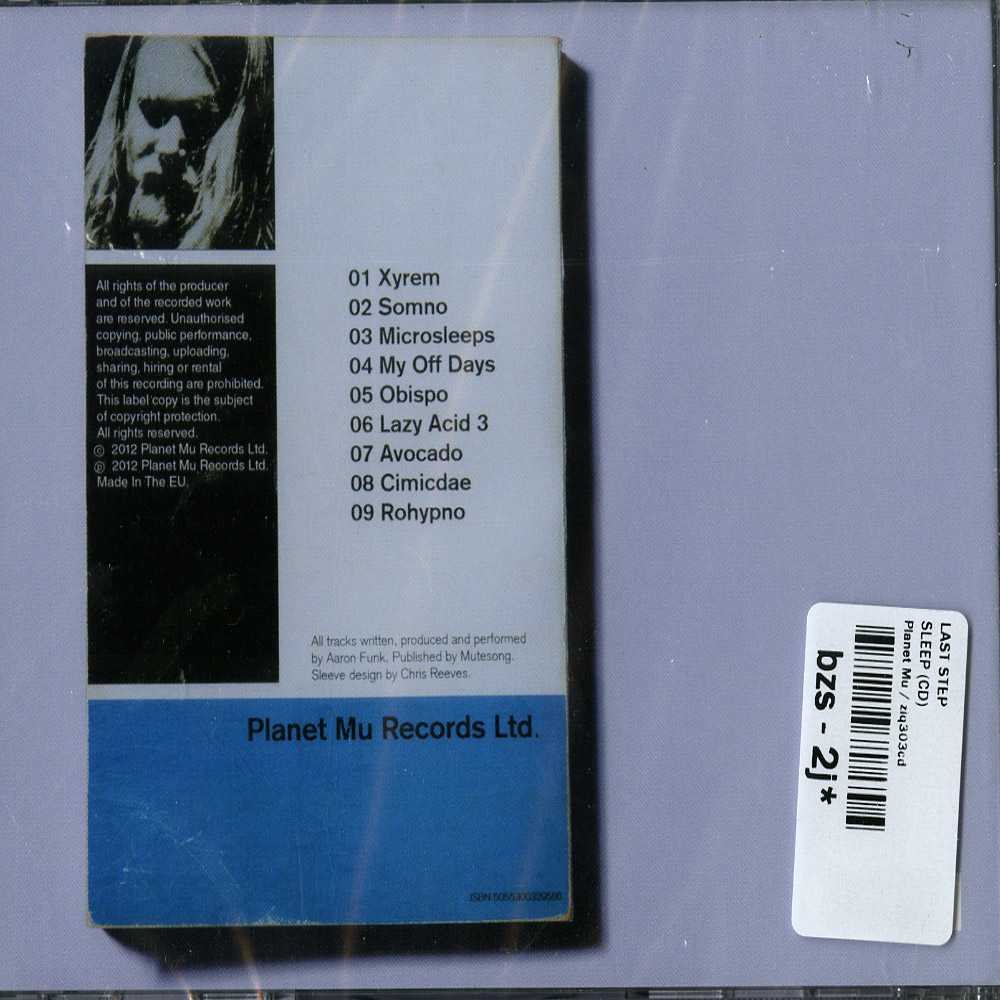 All rights of the producer
and of the recorded work
are reserved. Unauthorised
copying, public performance,
broadcasting, uploading,
sharing, hiring or rental
of this recording are prohibited.
This label copy is the subject
of copyright protection.
All rights reserved.
© 2012 Planet Mu Records Ltd.
℗ 2012 Planet Mu Records Ltd.
Made In The EU.
01 Xyrem
02 Somno
03 Microsleeps
04 My Off Days
05 Obispo
06 Lazy Acid 3
07 Avocado
08 Cimicdae
09 Rohypno
All tracks written, produced and performed
by Aaron Funk. Published by Mutesong.
Sleeve design by Chris Reeves.
Planet Mu Records Ltd.
ISBN
LAST STEP
SLEEP (CD)
Planet Mu / ziq303cd
bzs - 2j*